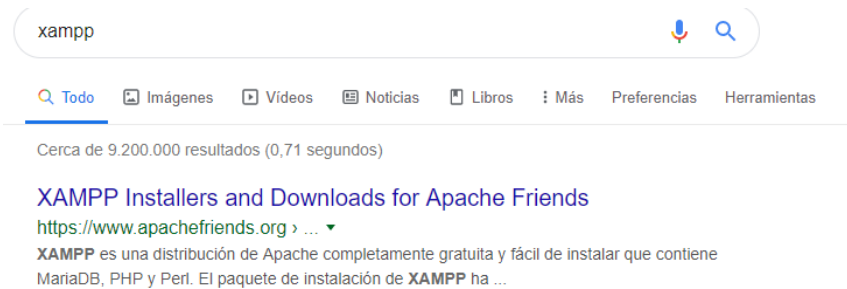 xampp
Todo Imágenes Vídeos Noticias Libros Más Preferencias Herramientas
Cerca de 9.200.000 resultados (0,71 segundos)
XAMPP Installers and Downloads for Apache Friends
https://www.apachefriends.org › ...
XAMPP es una distribución de Apache completamente gratuita y fácil de instalar que contiene
MariaDB, PHP y Perl. El paquete de instalación de XAMPP ha ...